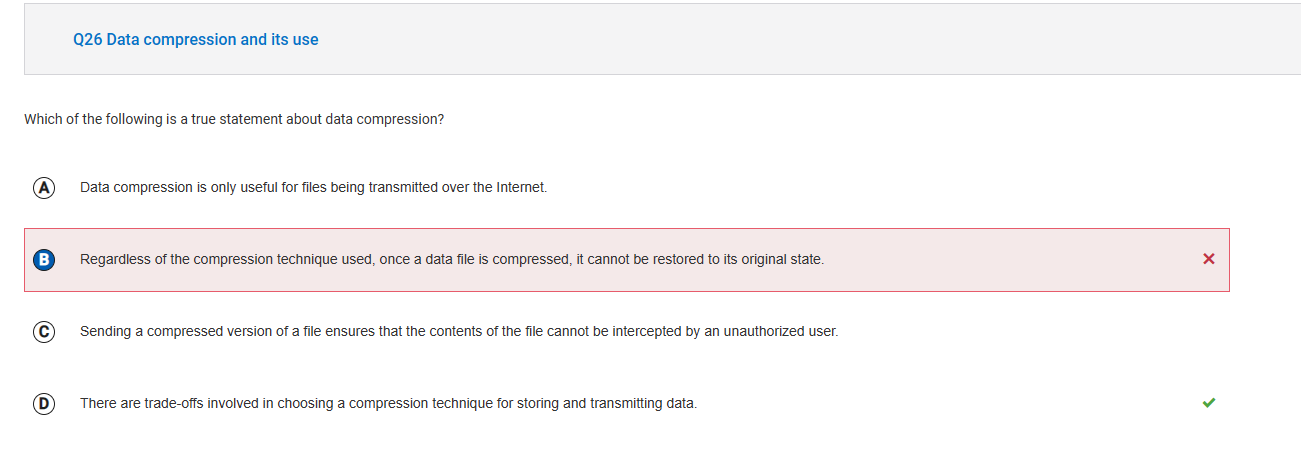 Q26 Data compression and its use
Which of the following is a true statement about data compression?
A Data compression is only useful for files being transmitted over the Internet.
B Regardless of the compression technique used, once a data file is compressed, it cannot be restored to its original state.
C Sending a compressed version of a file ensures that the contents of the file cannot be intercepted by an unauthorized user.
D There are trade-offs involved in choosing a compression technique for storing and transmitting data.